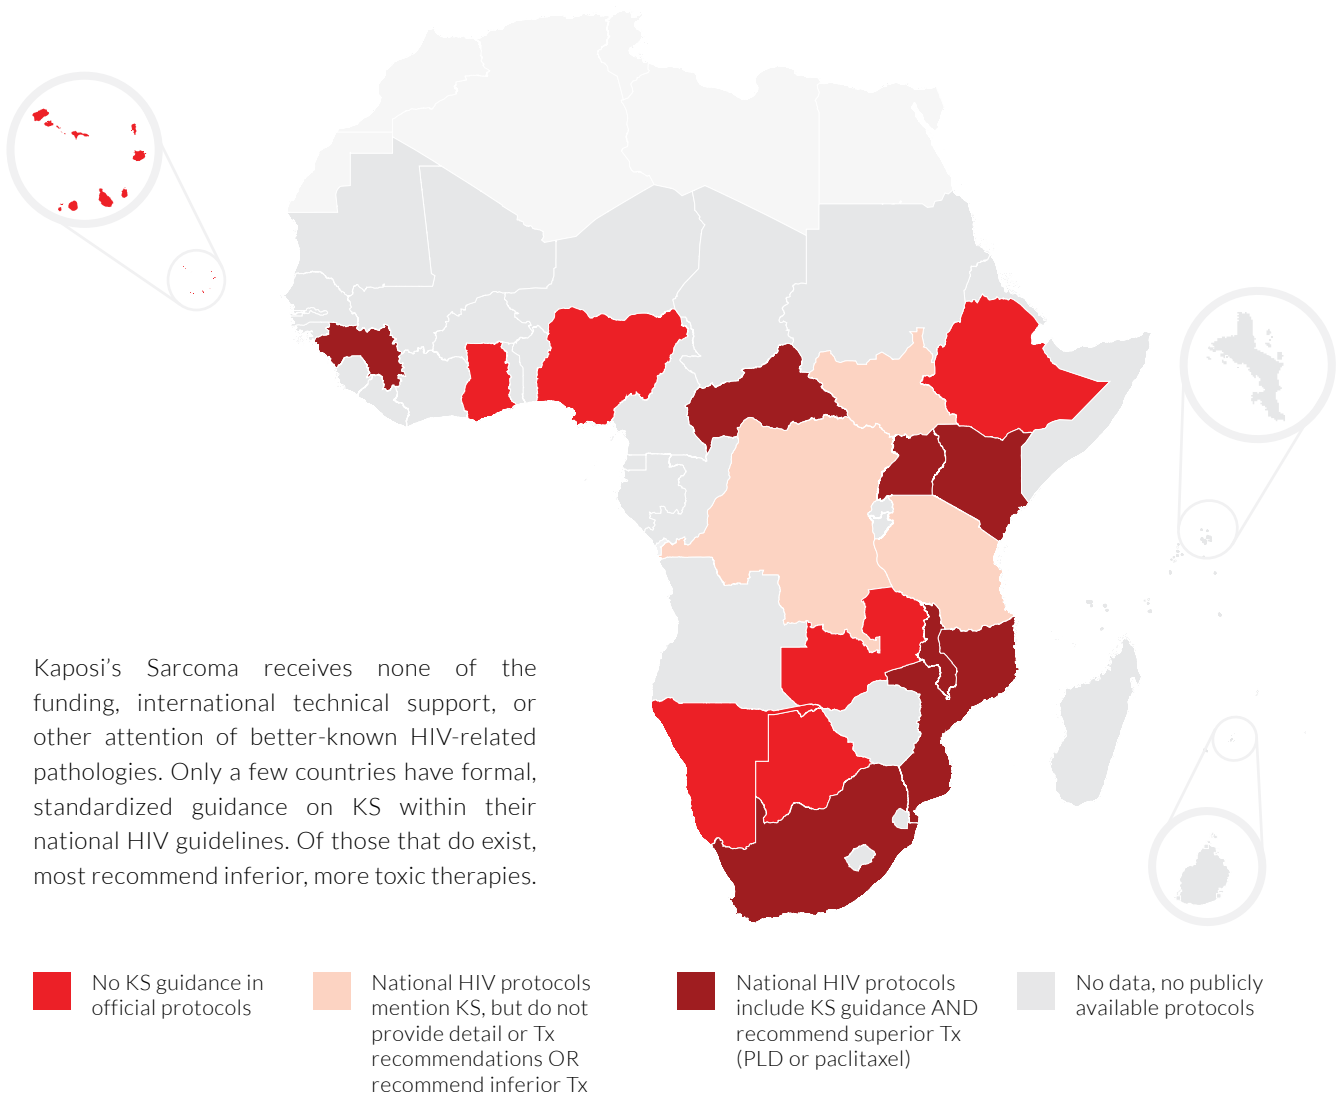 Kaposi's Sarcoma receives none of the
funding, international technical support, or
other attention of better-known HIV-related
pathologies. Only a few countries have formal,
standardized guidance on KS within their
national HIV guidelines. Of those that do exist,
most recommend inferior, more toxic therapies.
No KS guidance in
official protocols
National HIV protocols
mention KS, but do not
provide detail or Tx
recommendations OR
recommend inferior Tx
National HIV protocols
include KS guidance AND
recommend superior Tx
(PLD or paclitaxel)
No data, no publicly
available protocols